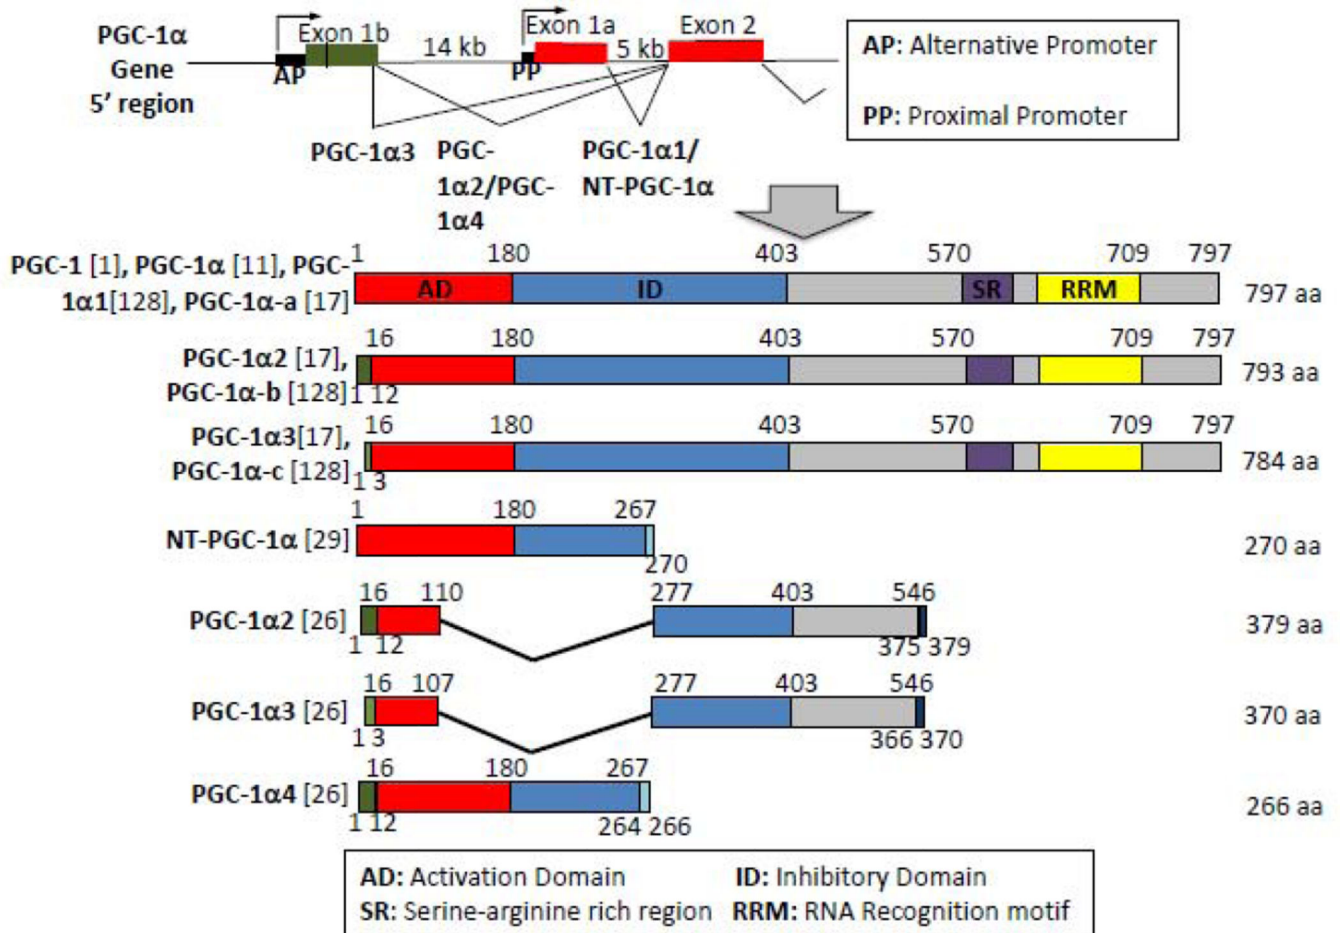 PGC-1α
Gene
5’ region
Exon 1b
14 kb
Exon 1a
5 kb
Exon 2
AP
PP
AP: Alternative Promoter
PP: Proximal Promoter
PGC-1α3
PGC-
1α2/PGC-
1α4
PGC-1α1/
NT-PGC-1α
1 180 403 570 709 797
PGC-1 [1], PGC-1α [11], PGC-
1α1[128], PGC-1α-a [17]
AD ID SR RRM
797 aa
16 180 403 570 709 797
PGC-1α2 [17],
PGC-1α-b [128]
1 12
793 aa
16 180 403 570 709 797
PGC-1α3[17],
PGC-1α-c [128]
1 3
784 aa
1 180 267
NT-PGC-1α [29]
270
270 aa
16 110 277 403 546
PGC-1α2 [26]
1 12 375 379
379 aa
16 107 277 403 546
PGC-1α3 [26]
1 3 366 370
370 aa
16 180 267
PGC-1α4 [26]
1 12 264 266
266 aa
AD: Activation Domain ID: Inhibitory Domain
SR: Serine-arginine rich region RRM: RNA Recognition motif